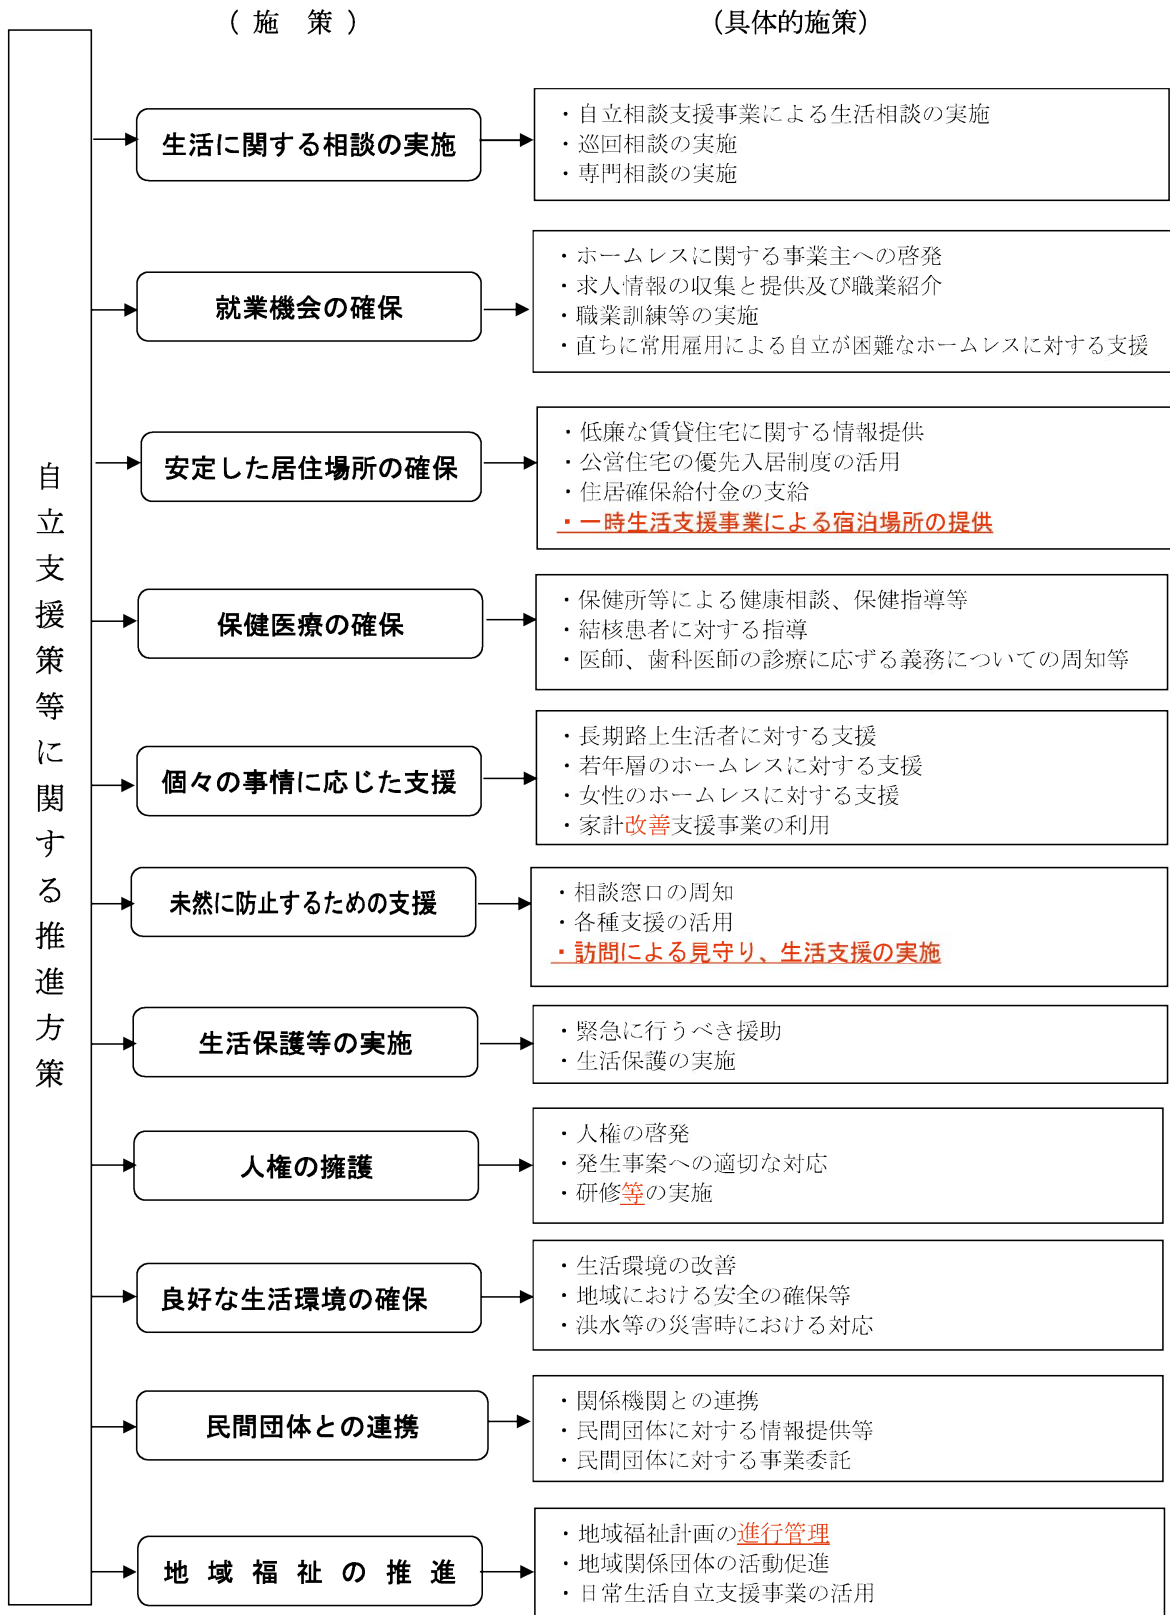 ( 施　策 )
(具体的施策)
自立支援策等に関する推進方策
生活に関する相談の実施
・自立相談支援事業による生活相談の実施
・巡回相談の実施
・専門相談の実施
就業機会の確保
・ホームレスに関する事業主への啓発
・求人情報の収集と提供及び職業紹介
・職業訓練等の実施
・直ちに常用雇用による自立が困難なホームレスに対する支援
安定した居住場所の確保
・低廉な賃貸住宅に関する情報提供
・公営住宅の優先入居制度の活用
・住居確保給付金の支給
・一時生活支援事業による宿泊場所の提供
保健医療の確保
・保健所等による健康相談、保健指導等
・結核患者に対する指導
・医師、歯科医師の診療に応ずる義務についての周知等
個々の事情に応じた支援
・長期路上生活者に対する支援
・若年層のホームレスに対する支援
・女性のホームレスに対する支援
・家計改善支援事業の利用
未然に防止するための支援
・相談窓口の周知
・各種支援の活用
・訪問による見守り、生活支援の実施
生活保護等の実施
・緊急に行うべき援助
・生活保護の実施
人権の擁護
・人権の啓発
・発生事案への適切な対応
・研修等の実施
良好な生活環境の確保
・生活環境の改善
・地域における安全の確保等
・洪水等の災害時における対応
民間団体との連携
・関係機関との連携
・民間団体に対する情報提供等
・民間団体に対する事業委託
地域福祉の推進
・地域福祉計画の進行管理
・地域関係団体の活動促進
・日常生活自立支援事業の活用